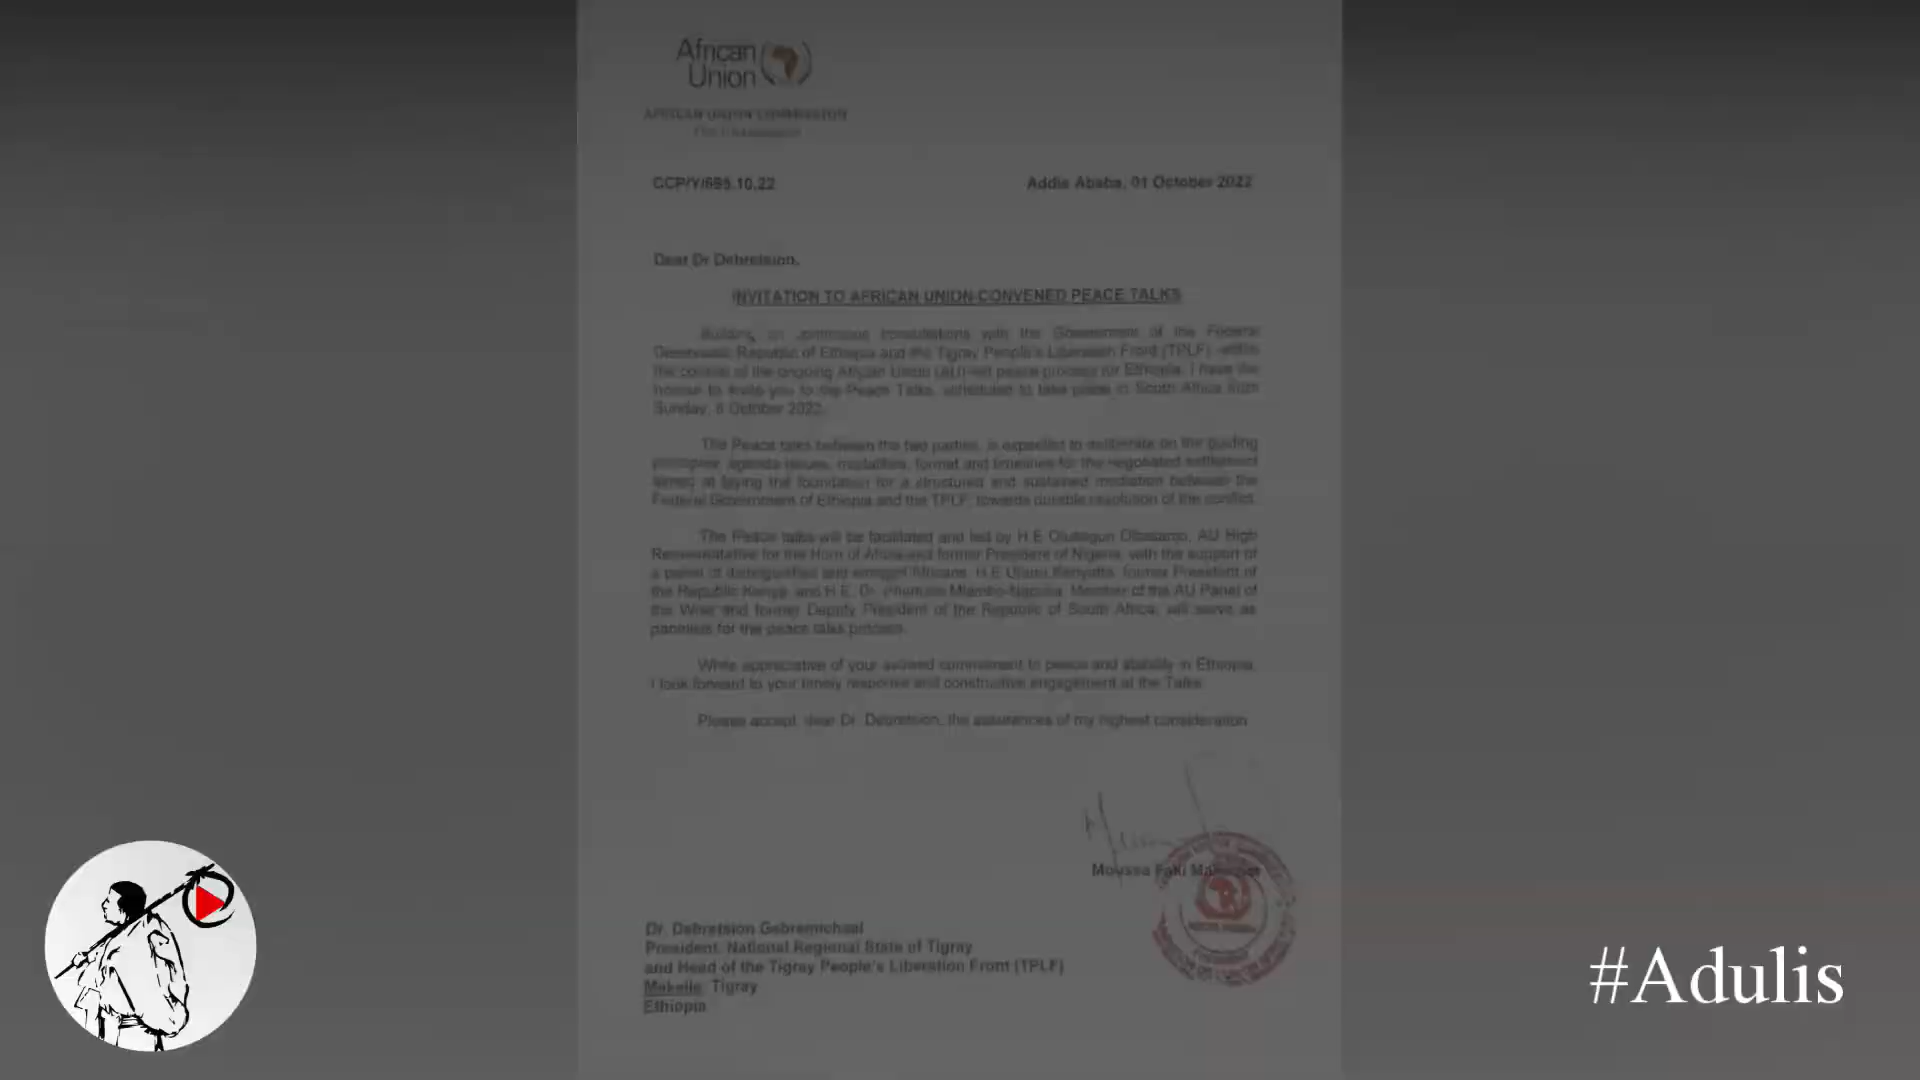 African
Union
AFRICAN UNION COMMISSION
CCP/Y/695.10.22
Addis Ababa, 01 October 2022
Dear Dr Debretsion,
INVITATION TO AFRICAN UNION-CONVENED PEACE TALKS
Building on continuous consultations with the Government of the Federal
Democratic Republic of Ethiopia and the Tigray People's Liberation Front (TPLF) within
the context of the ongoing African Union (AU)-led peace process for Ethiopia, I have the
honour to invite you to the Peace Talks, scheduled to take place in South Africa from
Sunday, 8 October 2022.
The Peace talks between the two parties, is expected to deliberate on the guiding
principles, agenda issues, modalities, format and timelines for the negotiated settlement
aimed at laying the foundation for a structured and sustained mediation between the
Federal Government of Ethiopia and the TPLF towards durable resolution of the conflict.
The Peace talks will be facilitated and led by H.E Olusegun Obasanjo, AU High
Representative for the Horn of Africa and former President of Nigeria, with the support of
a panel of distinguished and eminent Africans. H.E Uhuru Kenyatta, former President of
the Republic Kenya, and H.E. Dr. Phumzile Mlambo-Ngcuka, Member of the AU Panel of
the Wise and former Deputy President of the Republic of South Africa, will serve as
panelists for the peace talks process.
While appreciative of your avowed commitment to peace and stability in Ethiopia,
I look forward to your timely response and constructive engagement at the Talks.
Please accept, dear Dr. Debretsion, the assurances of my highest consideration
Moussa Faki Mahamat
Dr. Debretsion Gebremichael
President, National Regional State of Tigray
and Head of the Tigray People's Liberation Front (TPLF)
Makelle, Tigray
Ethiopia
#Adulis